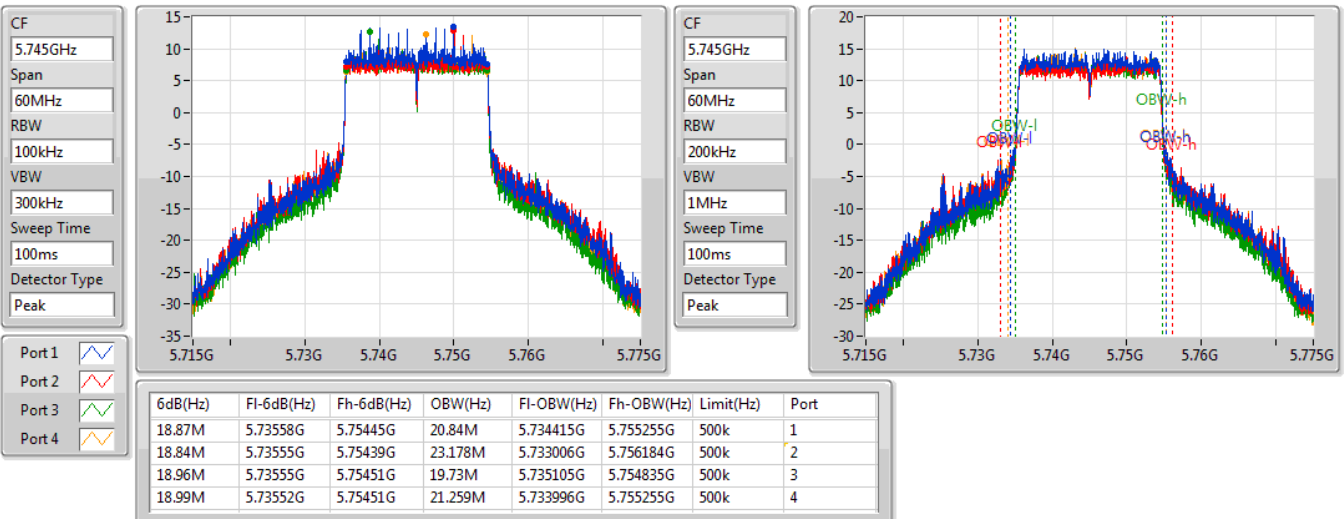 CF
5.745GHz
Span
60MHz
RBW
100kHz
VBW
300kHz
Sweep Time
100ms
Detector Type
Peak
Port 1
Port 2
Port 3
Port 4
15
10
5
0
-5
-10
-15
-20
-25
-30
-35
5.715G 5.73G 5.74G 5.75G 5.76G 5.775G
CF
5.745GHz
Span
60MHz
RBW
200kHz
VBW
1MHz
Sweep Time
100ms
Detector Type
Peak
20
15
10
5
0
-5
-10
-15
-20
-25
-30
OBW-h
OBW-l
OBW-l
OBW-h
OBW-h
5.715G 5.73G 5.74G 5.75G 5.76G 5.775G
6dB(Hz) Fl-6dB(Hz) Fh-6dB(Hz) OBW(Hz) Fl-OBW(Hz) Fh-OBW(Hz) Limit(Hz) Port
18.87M 5.73558G 5.75445G 20.84M 5.734415G 5.755255G 500k 1
18.84M 5.73555G 5.75439G 23.178M 5.733006G 5.756184G 500k 2
18.96M 5.73555G 5.75451G 19.73M 5.735105G 5.754835G 500k 3
18.99M 5.73552G 5.75451G 21.259M 5.733996G 5.755255G 500k 4